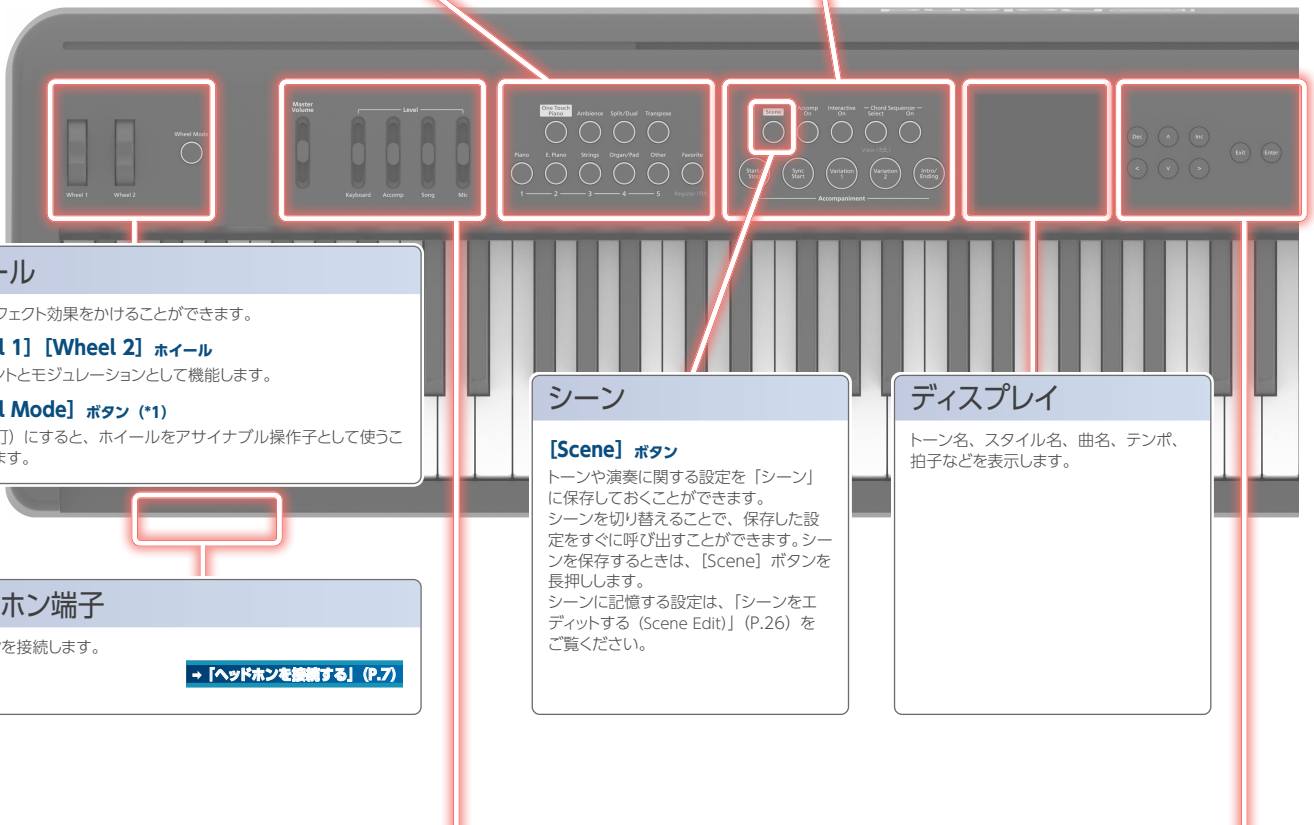 Master
Volume
Level
Wheel Mode
Wheel 1
Wheel 2
Keyboard
Accomp
Song
Mic
One Touch
Piano
Ambience
Split/Dual
Transpose
Piano
E. Piano
Strings
Organ/Pad
Other
Favorite
1
2
3
4
5
Scene
Accomp
On
Interactive
On
Chord Sequencer
Select
On
Start/
Stop
Sync
Start
Variation
1
Variation
2
Intro/
Ending
Accompaniment
Dec
Inc
Exit
Enter
ール
フェクト効果をかけることができます。
l 1］［Wheel 2］ホイール
ントとモジュレーションとして機能します。
l Mode］ボタン（*1）
灯）にすると、ホイールをアサイナブル操作子として使うこ
ます。
ホン端子
を接続します。
➔「ヘッドホンを接続する」（P.7）
シーン
［Scene］ボタン
トーンや演奏に関する設定を「シーン」
に保存しておくことができます。
シーンを切り替えることで、保存した設
定をすぐに呼び出すことができます。シー
ンを保存するときは、［Scene］ボタンを
長押しします。
シーンに記憶する設定は、「シーンをエ
ディットする（Scene Edit）」（P.26）を
ご覧ください。
ディスプレイ
トーン名、スタイル名、曲名、テンポ、
拍子などを表示します。